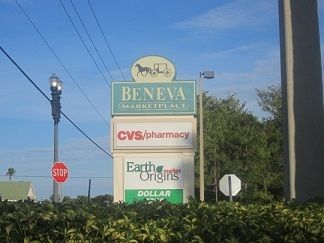 BENEVA
MARKETPLACE
CVS/pharmacy
Earth
Origins
market
DOLLAR
STOP